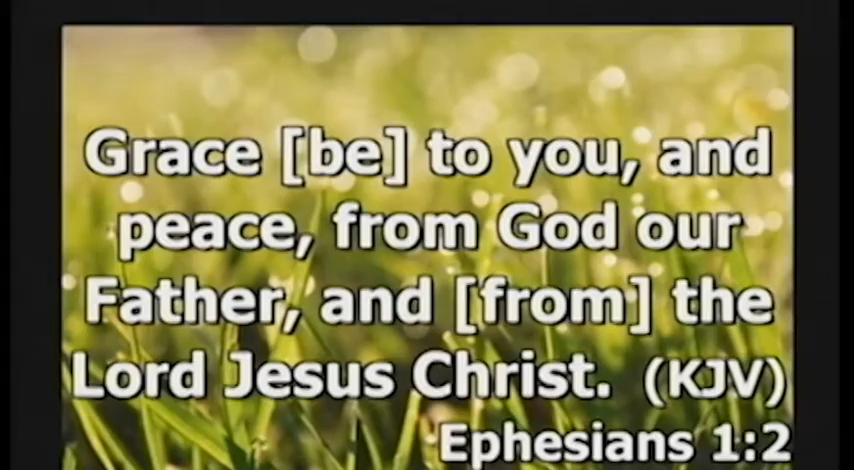 Grace [be] to you, and
peace, from God our
Father, and [from] the
Lord Jesus Christ. (KJV)
Ephesians 1:2